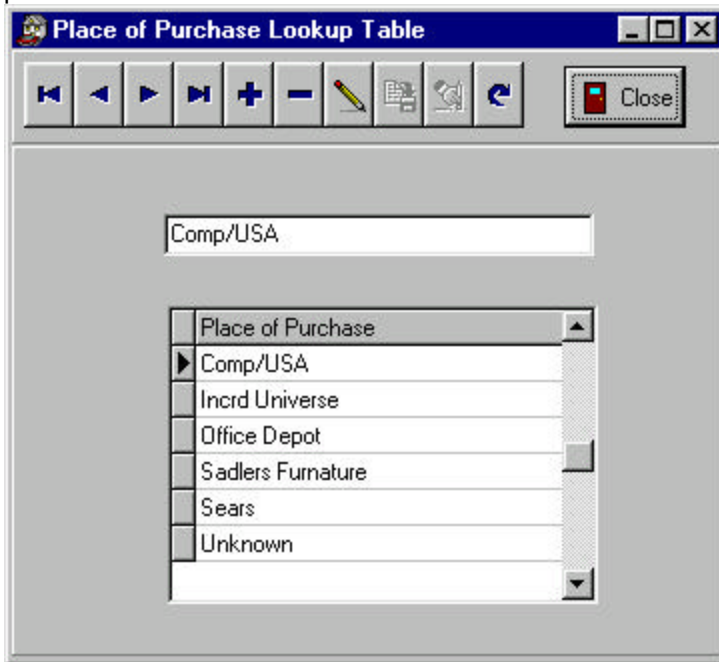 Place of Purchase Lookup Table
Close
Comp/USA
Place of Purchase
Comp/USA
Incrd Universe
Office Depot
Sadlers Furnature
Sears
Unknown